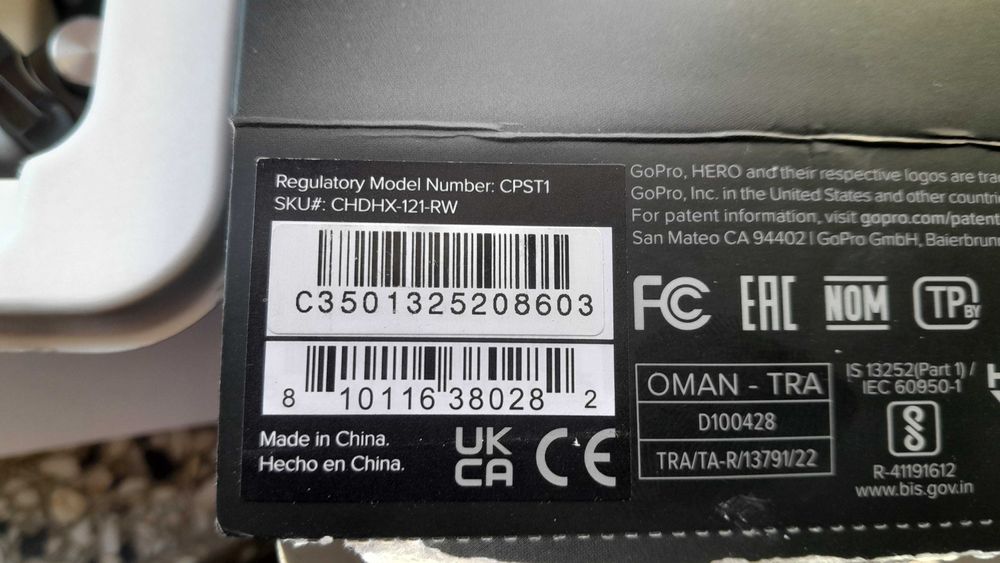 Regulatory Model Number: CPST1
SKU#: CHDHX-121-RW
C3501325208603
8 10116 38028 2
Made in China.
Hecho en China.
UK
CA CE
GoPro, HERO and their respective logos are
GoPro, Inc. in the United States and other
For patent information, visit gopro.com/patent
San Mateo CA 94402 | GoPro GmbH,
FC EAC NOM TP BY
OMAN - TRA
D100428
TRA/TA-R/13791/22
IS 13252(Part 1) /
IEC 60950-1
R-41191612
www.bis.gov.in